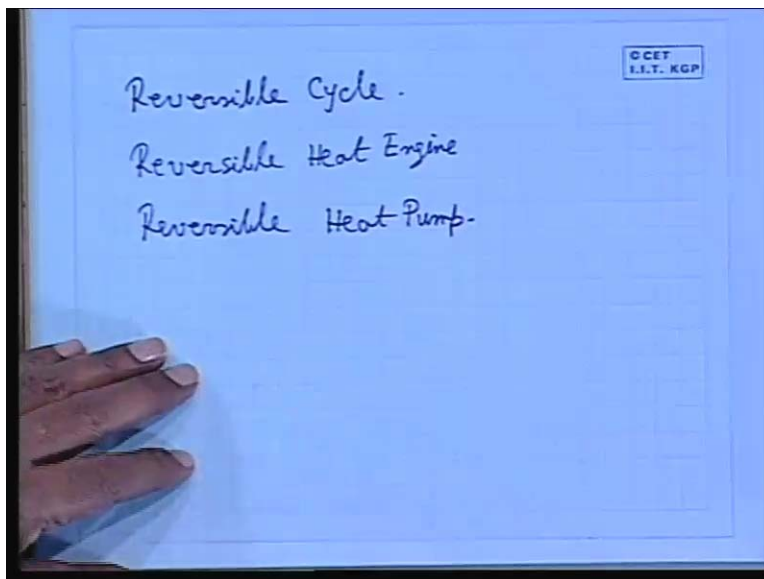 © CET
I.I.T. KGP
Reversible Cycle.
Reversible Heat Engine
Reversible Heat Pump.